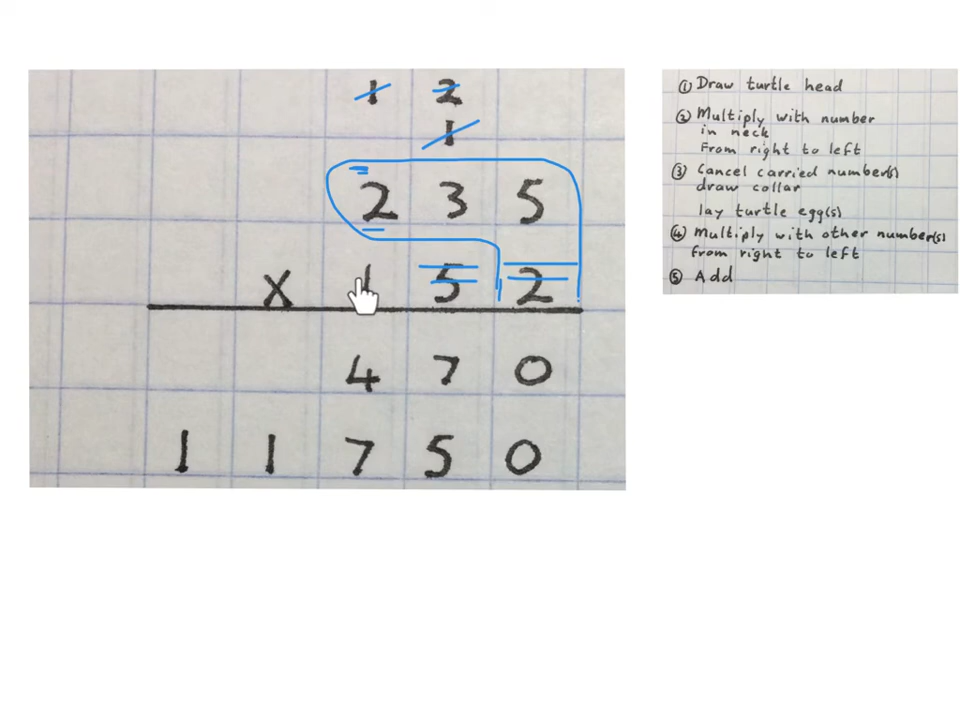 1 2
1
2 3 5
X 1 5 2
4 7 0
1 1 7 5 0
① Draw turtle head
② Multiply with number
in neck
From right to left
③ Cancel carried number(s)
draw collar
lay turtle egg(s)
④ Multiply with other number(s)
from right to left
⑤ Add